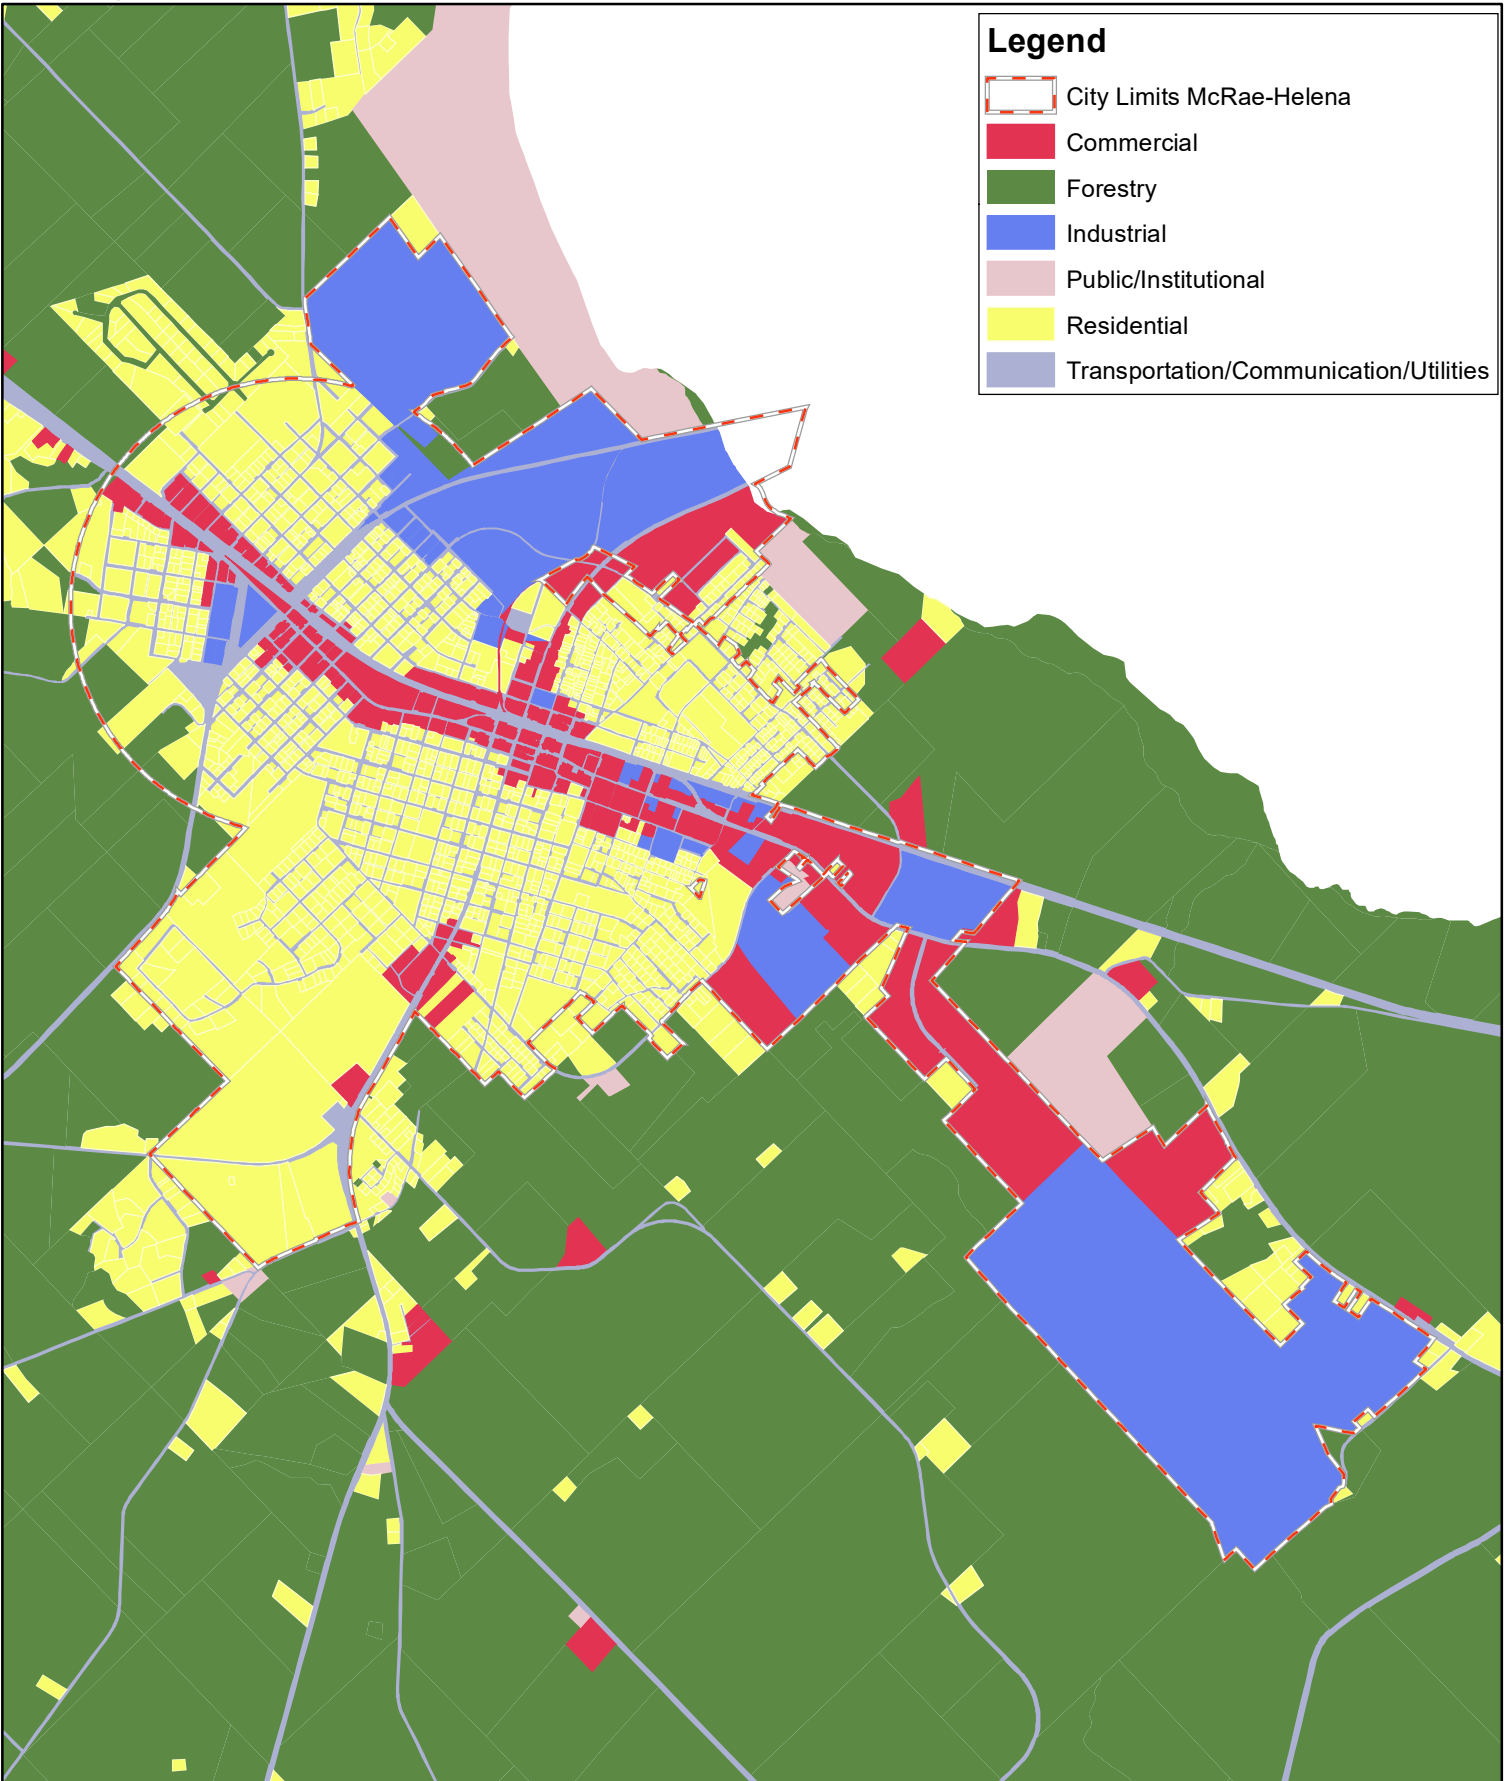 Legend
City Limits McRae-Helena
Commercial
Forestry
Industrial
Public/Institutional
Residential
Transportation/Communication/Utilities